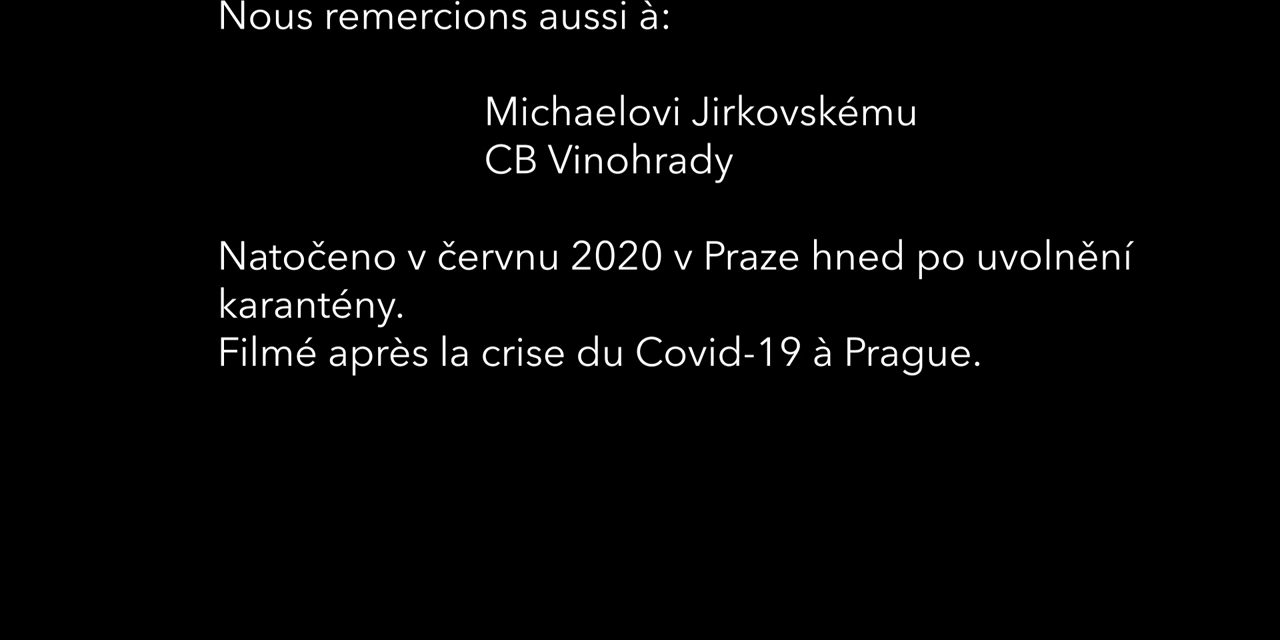 Nous remercions aussi à:
Michaelovi Jirkovskému
CB Vinohrady
Natočeno v červnu 2020 v Praze hned po uvolnění
karantény.
Filmé après la crise du Covid-19 à Prague.